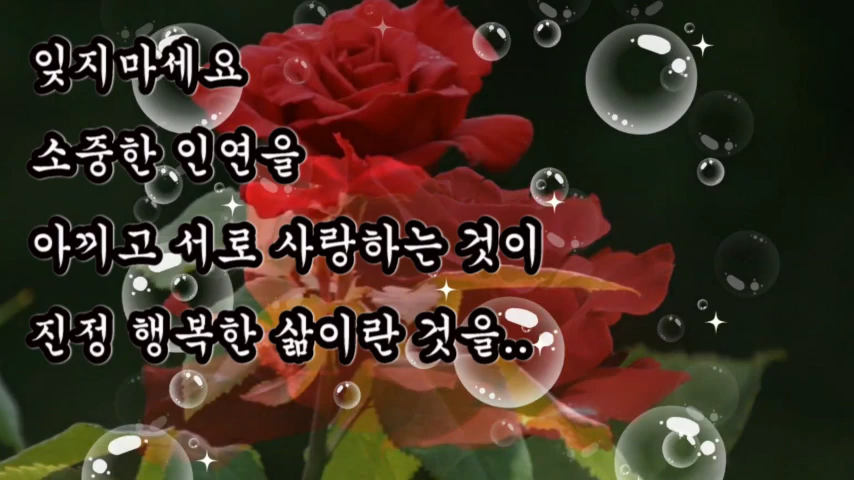 잊지마세요
소중한 인연을
아끼고 서로 사랑하는 것이
진정 행복한 삶이란 것을..